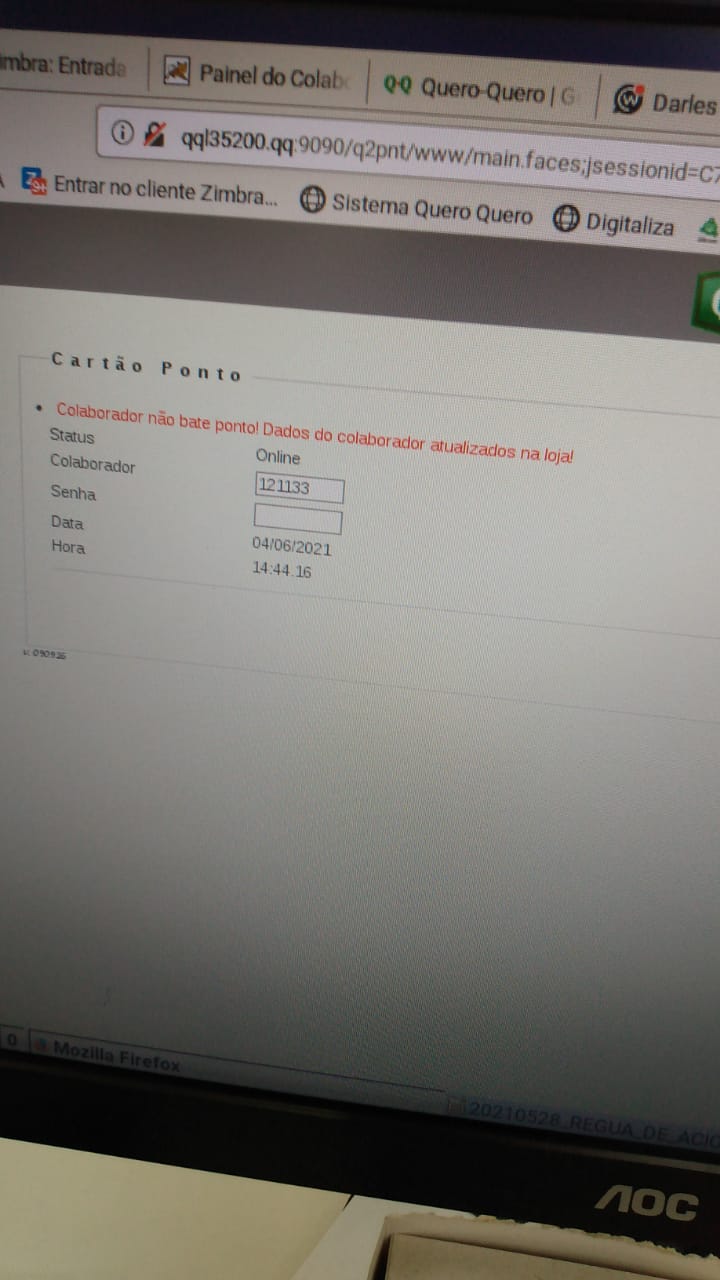 imbra: Entrada
Painel do Colab
Q-Q Quero-Quero | G
Darles
qql35200.qq:9090/q2pnt/www/main.faces;jsessionid=C7
Entrar no cliente Zimbra...
Sistema Quero Quero
Digitaliza
Cartão Ponto
Colaborador não bate ponto! Dados do colaborador atualizados na loja!
Status
Online
Colaborador
121133
Senha
Data
04/06/2021
Hora
14:44.16
0
Mozilla Firefox
20210528_REGUA_DE_ACIO
AOC